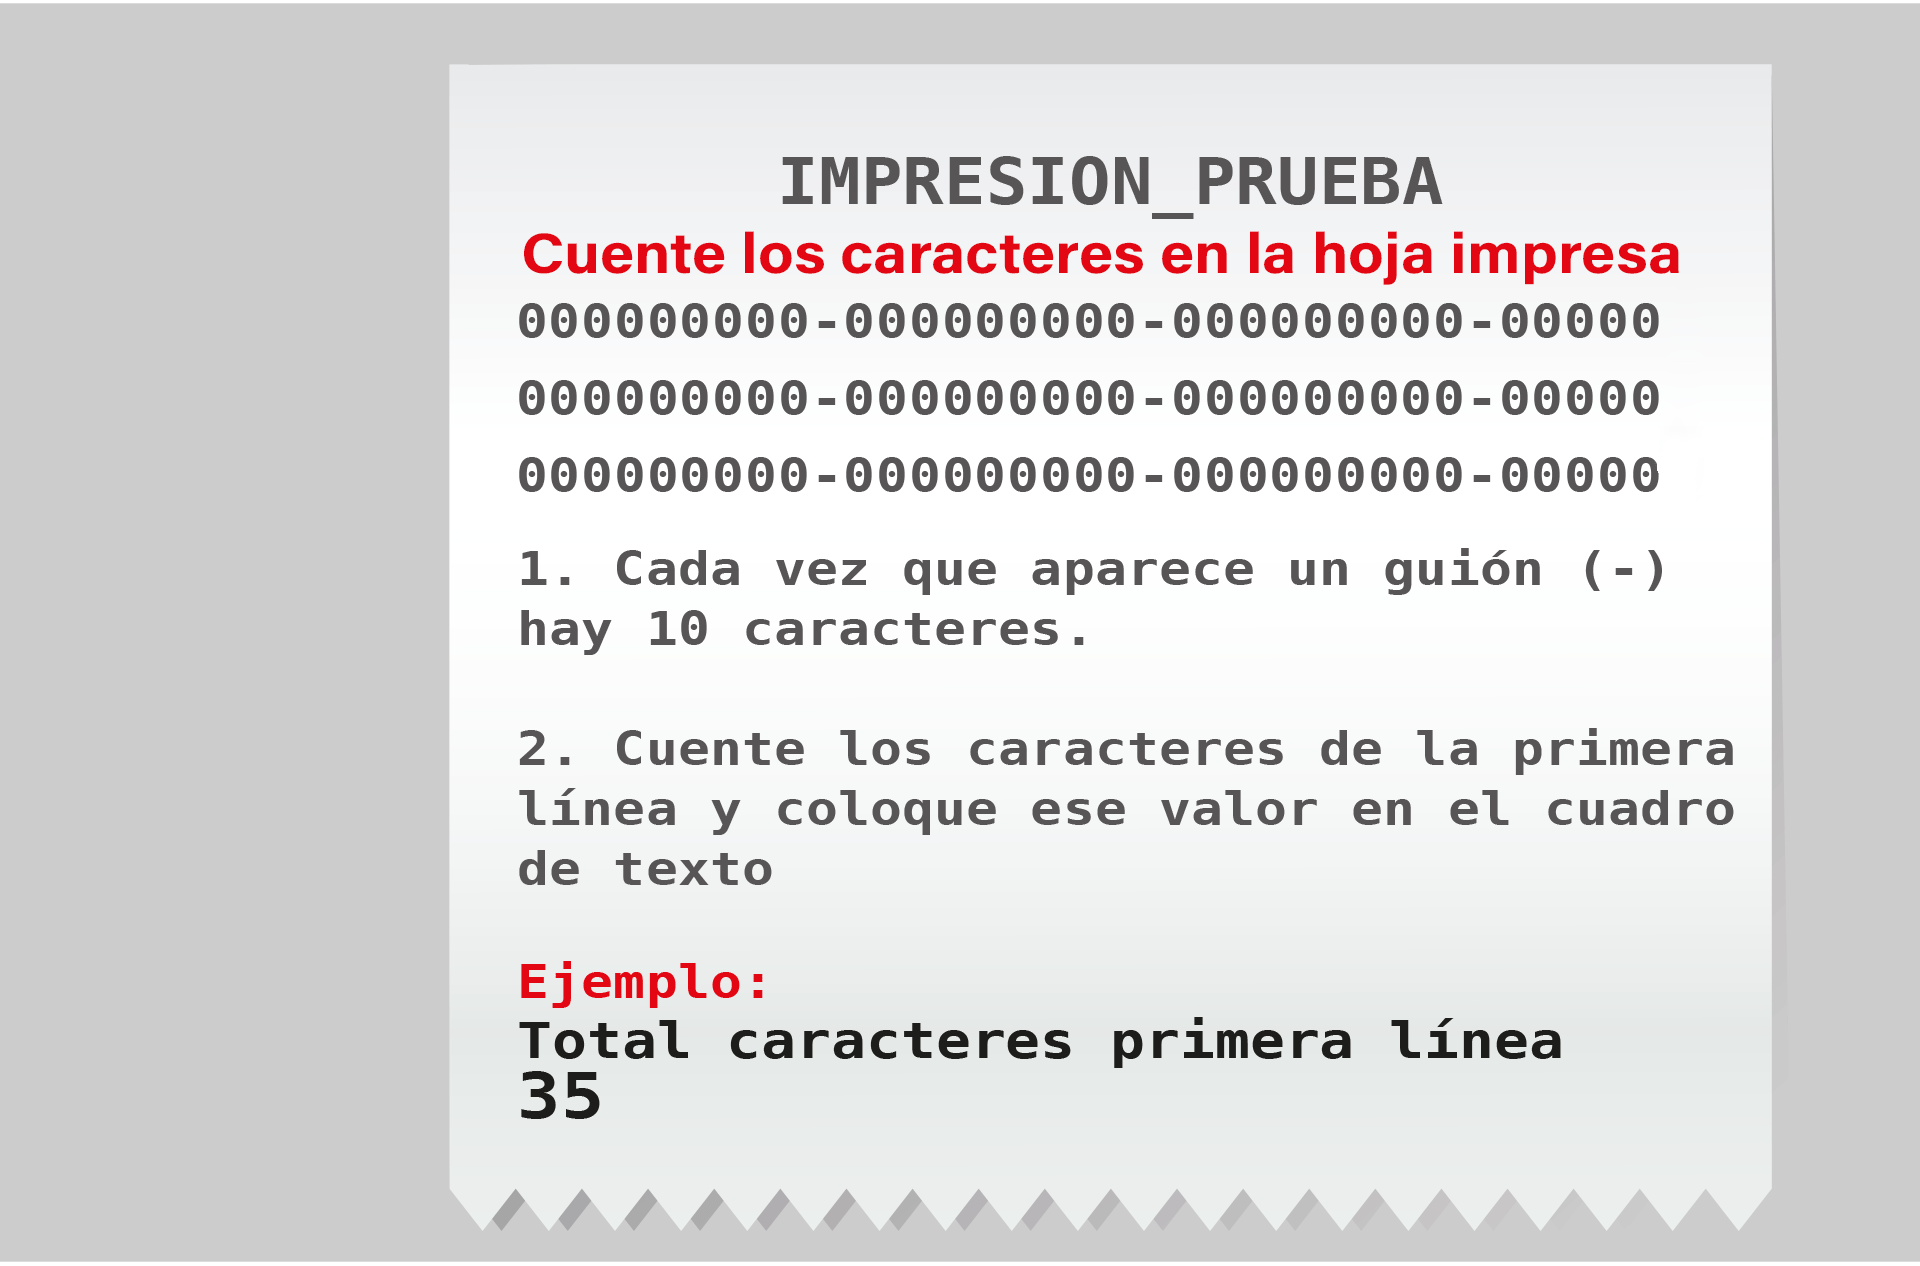 IMPRESION_PRUEBA
Cuente los caracteres en la hoja impresa
000000000-000000000-000000000-00000
000000000-000000000-000000000-00000
000000000-000000000-000000000-00000
1. Cada vez que aparece un guión (-)
hay 10 caracteres.
2. Cuente los caracteres de la primera
línea y coloque ese valor en el cuadro
de texto
Ejemplo:
Total caracteres primera línea
35